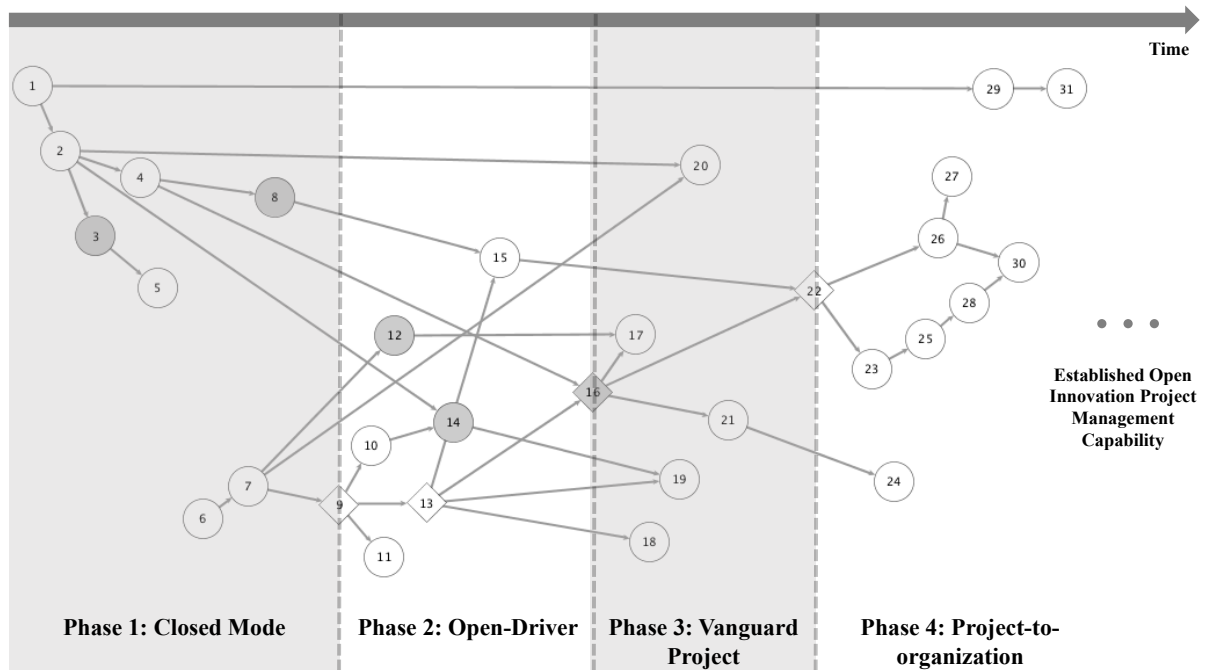 Time
1
29
31
2
4
20
27
8
3
26
15
30
5
22
28
12
17
25
23
16
14
21
10
7
19
24
9
13
6
18
11
Established Open
Innovation Project
Management
Capability
Phase 1: Closed Mode
Phase 2: Open-Driver
Phase 3: Vanguard
Project
Phase 4: Project-to-
organization